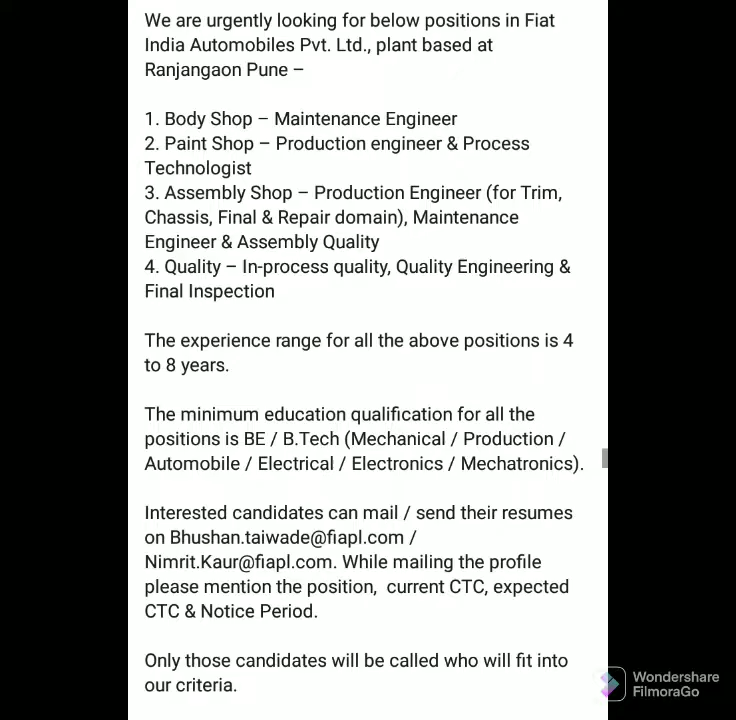 We are urgently looking for below positions in Fiat
India Automobiles Pvt. Ltd., plant based at
Ranjangaon Pune –
1. Body Shop – Maintenance Engineer
2. Paint Shop – Production engineer & Process
Technologist
3. Assembly Shop – Production Engineer (for Trim,
Chassis, Final & Repair domain), Maintenance
Engineer & Assembly Quality
4. Quality – In-process quality, Quality Engineering &
Final Inspection
The experience range for all the above positions is 4
to 8 years.
The minimum education qualification for all the
positions is BE / B.Tech (Mechanical / Production /
Automobile / Electrical / Electronics / Mechatronics).
Interested candidates can mail / send their resumes
on Bhushan.taiwade@fiapl.com /
Nimrit.Kaur@fiapl.com. While mailing the profile
please mention the position,  current CTC, expected
CTC & Notice Period.
Only those candidates will be called who will fit into
our criteria.
Wondershare
FilmoraGo